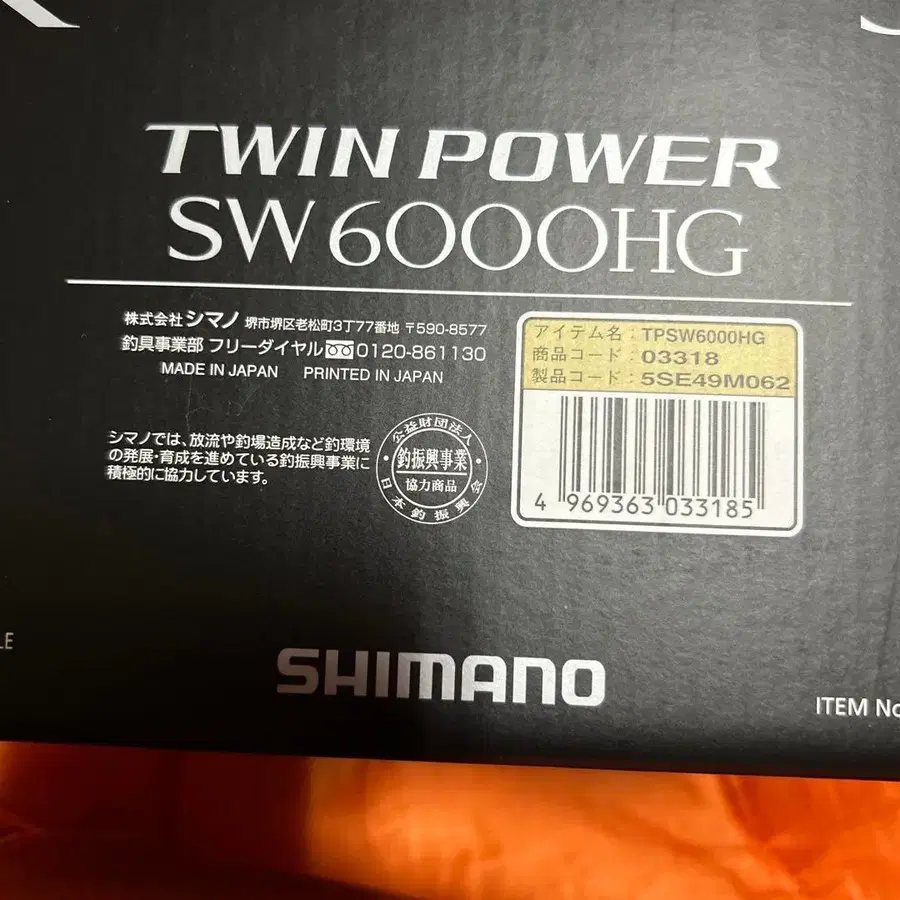 TWIN POWER
SW 6000HG
株式会社 シマノ 堺市堺区老松町3丁77番地 〒590-8577
釣具事業部 フリーダイヤル 0120-861130
MADE IN JAPAN PRINTED IN JAPAN
シマノでは、放流や釣場造成など釣環境
の発展・育成を進めている釣振興事業に
積極的に協力しています。
公益財団法人
釣振興事業
協力商品
日本釣振興会
アイテム名：TPSW6000HG
商品コード：03318
製品コード：5SE49M062
4 969363 033185
LE
SHIMANO
ITEM No